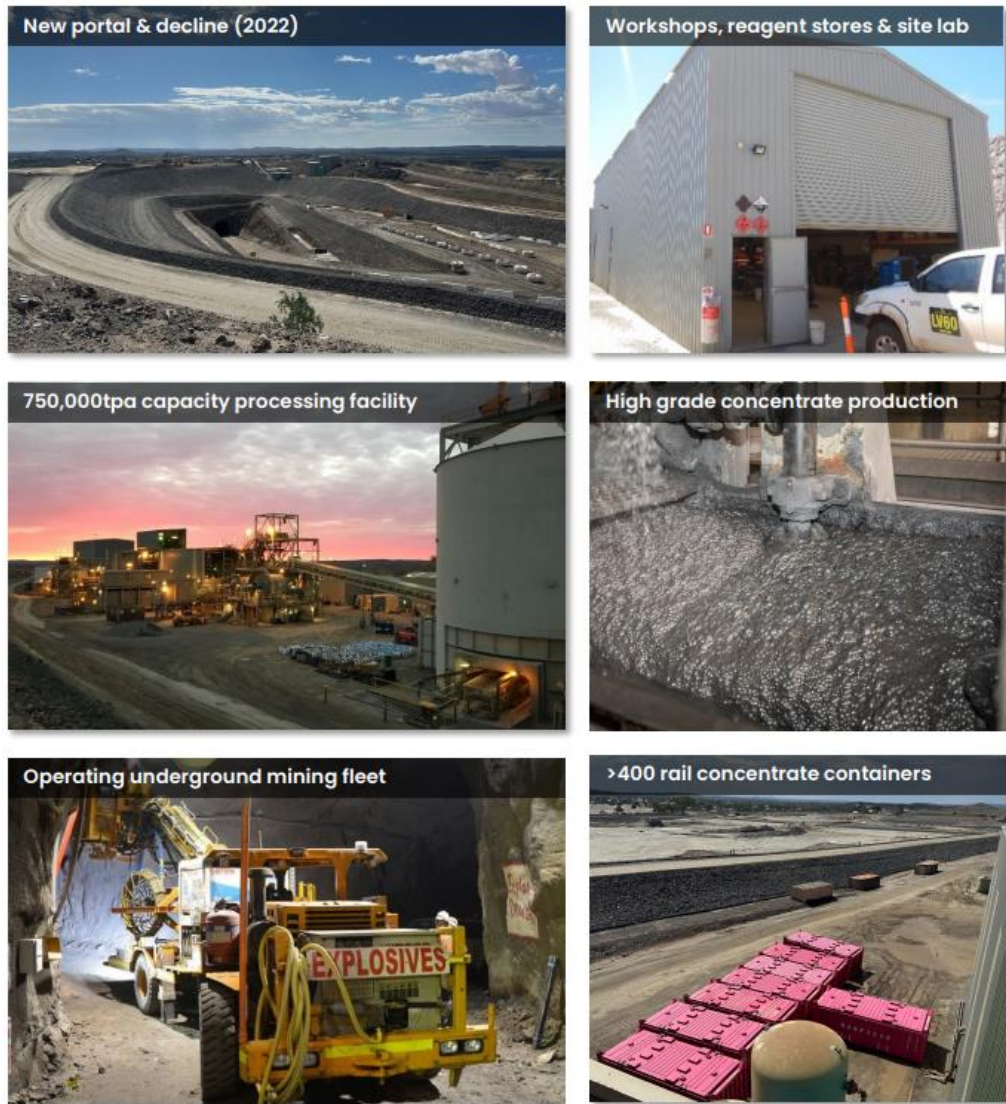 New portal & decline (2022)
Workshops, reagent stores & site lab
LV60
750,000tpa capacity processing facility
High grade concentrate production
Operating underground mining fleet
EXPLOSIVES
>400 rail concentrate containers